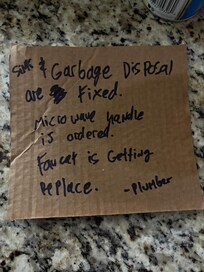 Sink & Garbage Disposal
are Fixed.
Microwave handle
is ordered.
Faucet is Getting
replace. -Plumber